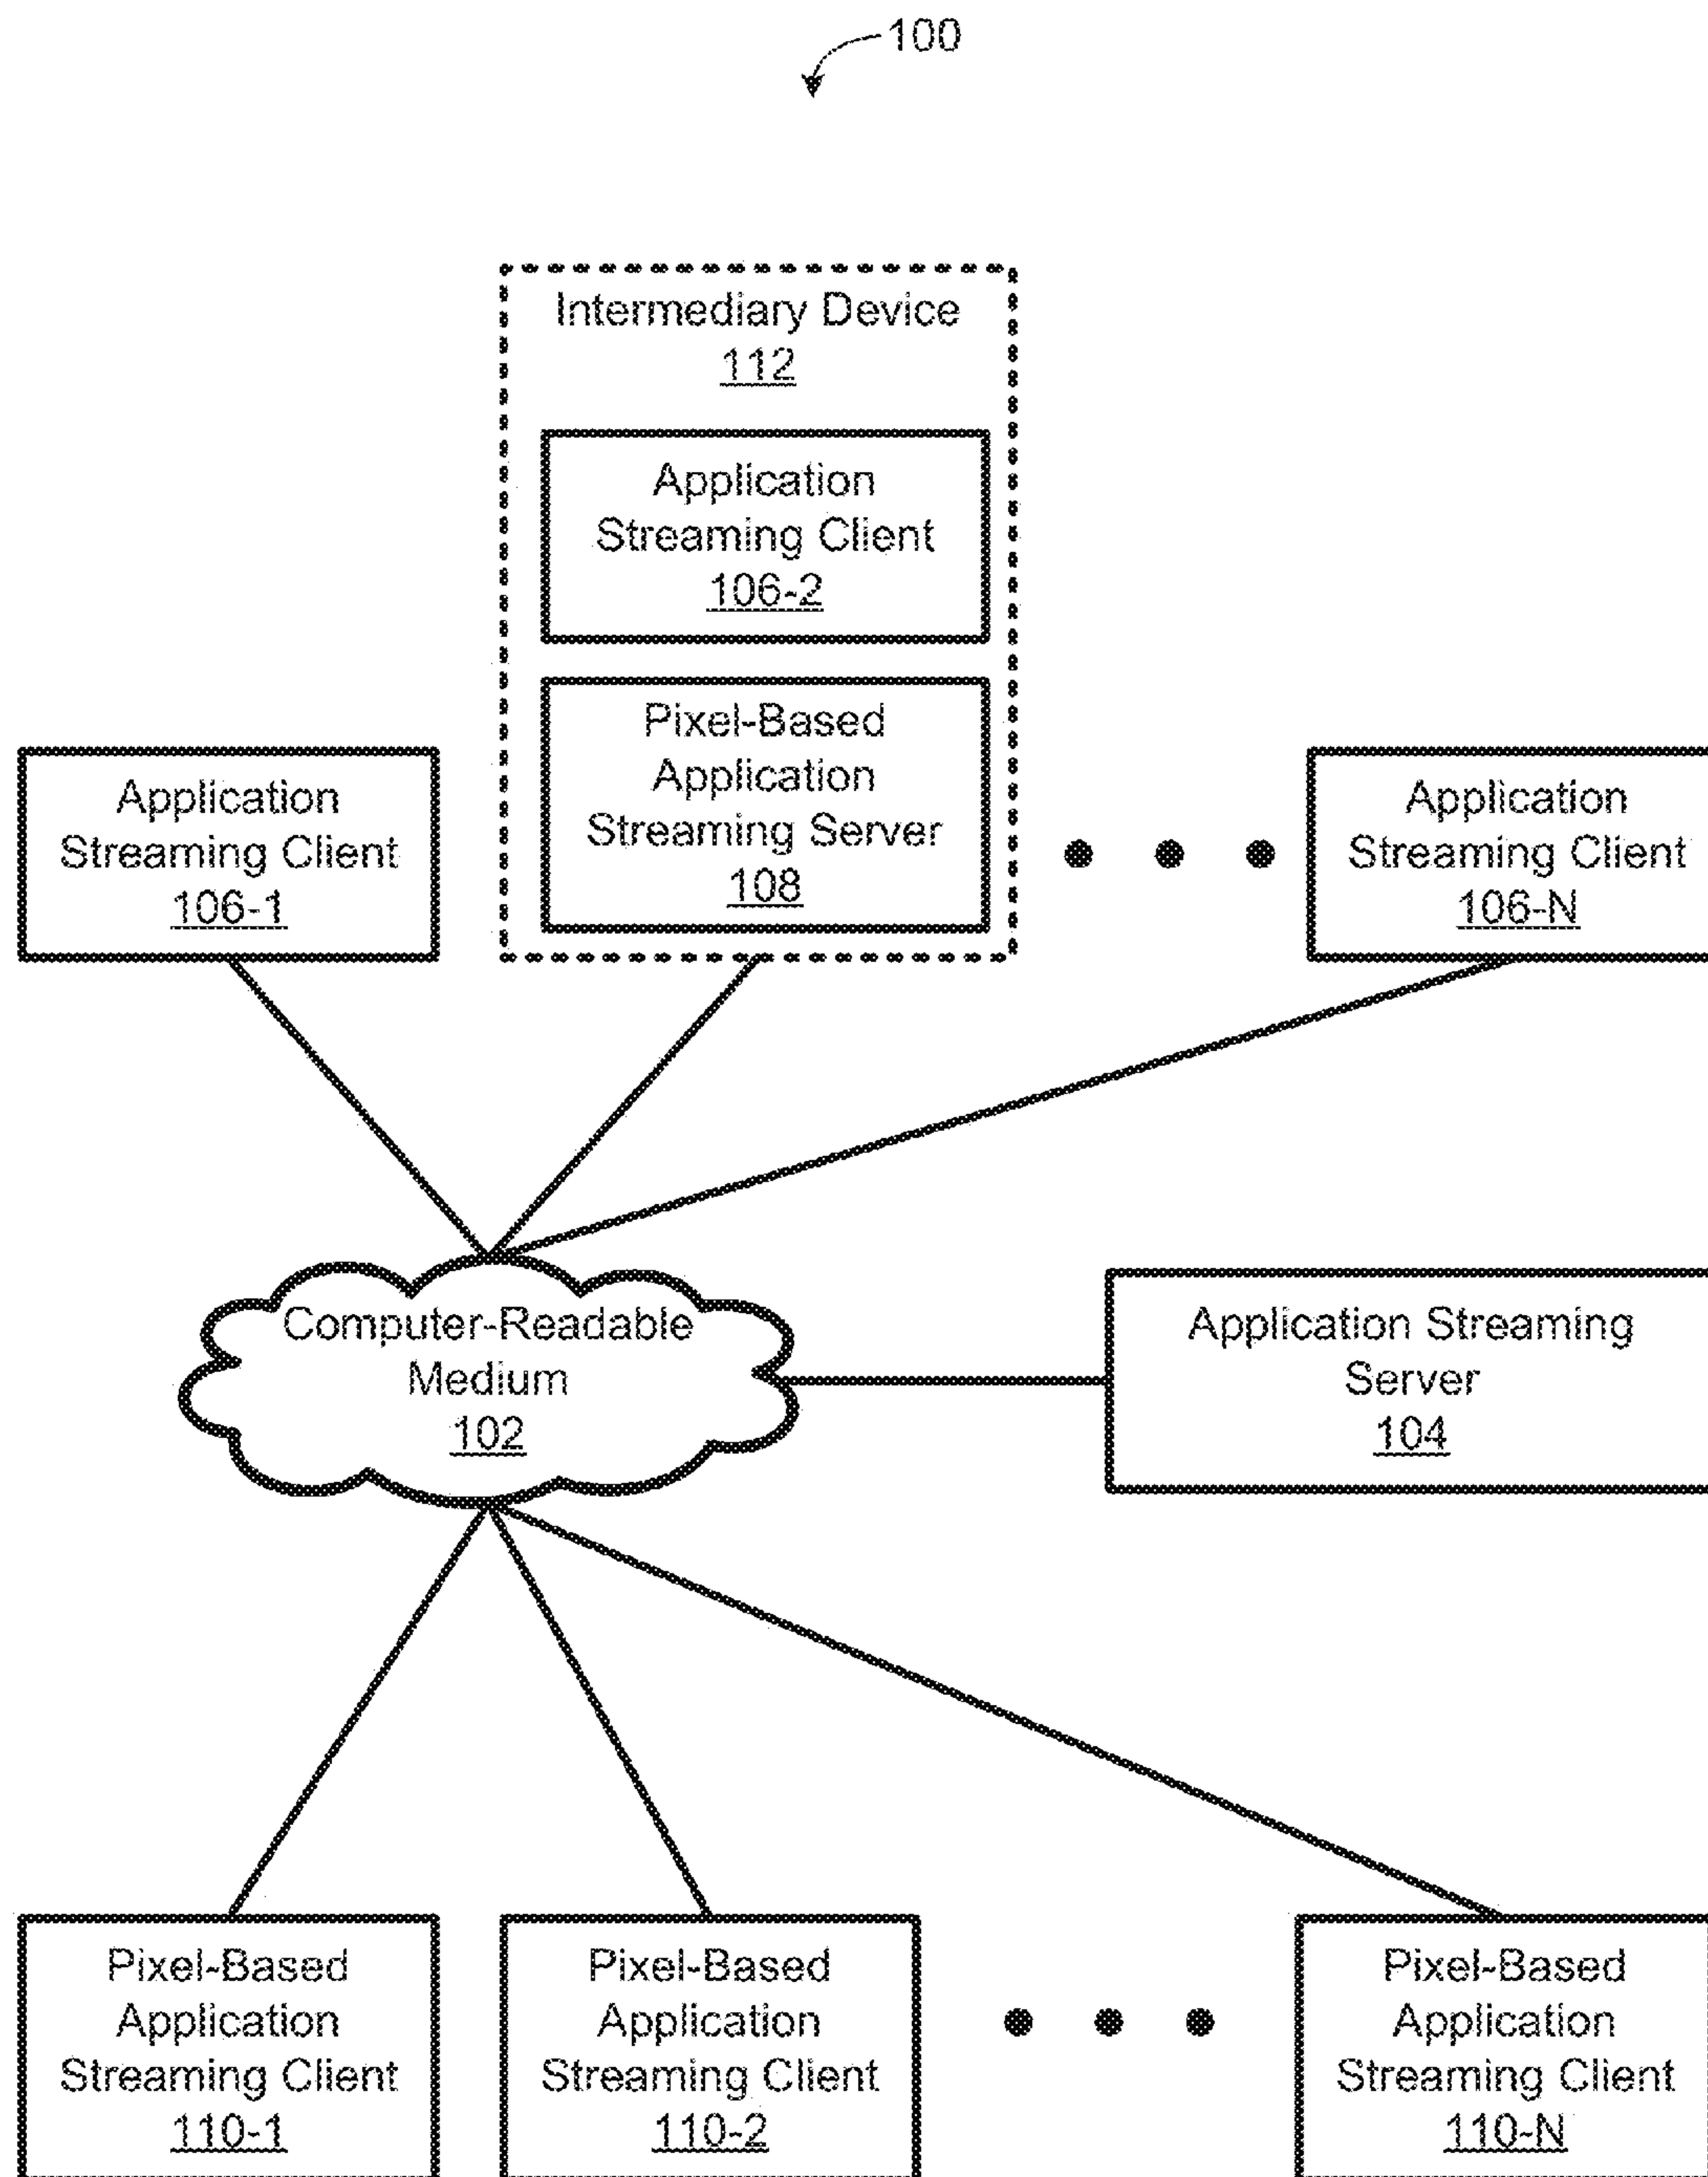 100
Intermediary Device
112
Application
Streaming Client
106-2
Pixel-Based
Application
Streaming Server
108
Application
Streaming Client
106-1
Application
Streaming Client
106-N
Computer-Readable
Medium
102
Application Streaming
Server
104
Pixel-Based
Application
Streaming Client
110-1
Pixel-Based
Application
Streaming Client
110-2
Pixel-Based
Application
Streaming Client
110-N